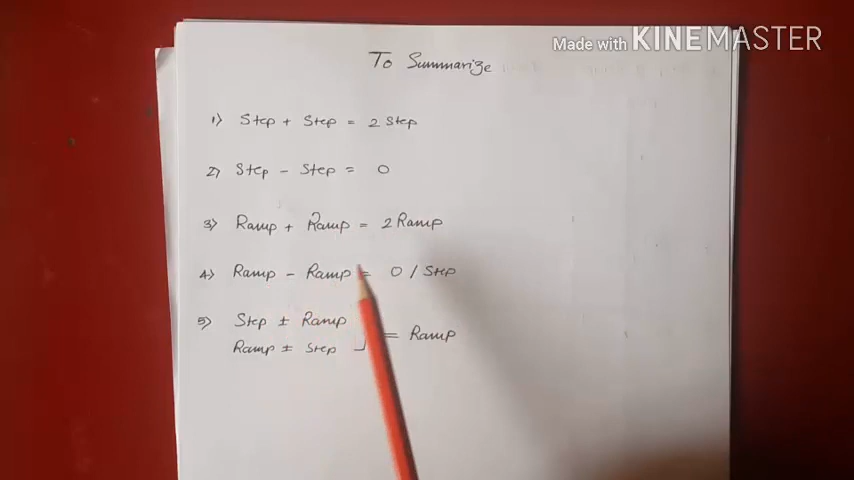 Made with KINEMASTER
To Summarize
1) Step + Step = 2 Step
2) Step - Step = 0
3) Ramp + Ramp = 2 Ramp
4) Ramp - Ramp = 0 / Step
5) Step ± Ramp
Ramp ± Step ] = Ramp